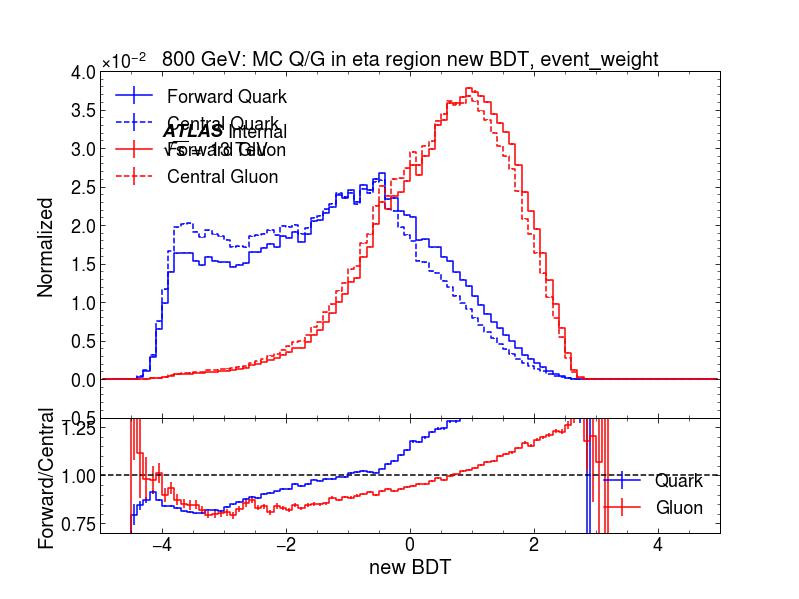 ×10⁻² 800 GeV: MC Q/G in eta region new BDT, event_weight
4.0
3.5
3.0
2.5
2.0
1.5
1.0
0.5
0.0
−0.5
Normalized
Forward Quark
Central Quark
ATLAS Internal
√s = 13 TeV
Forward Gluon
Central Gluon
1.25
1.00
0.75
Forward/Central
Quark
Gluon
−4 −2 0 2 4
new BDT